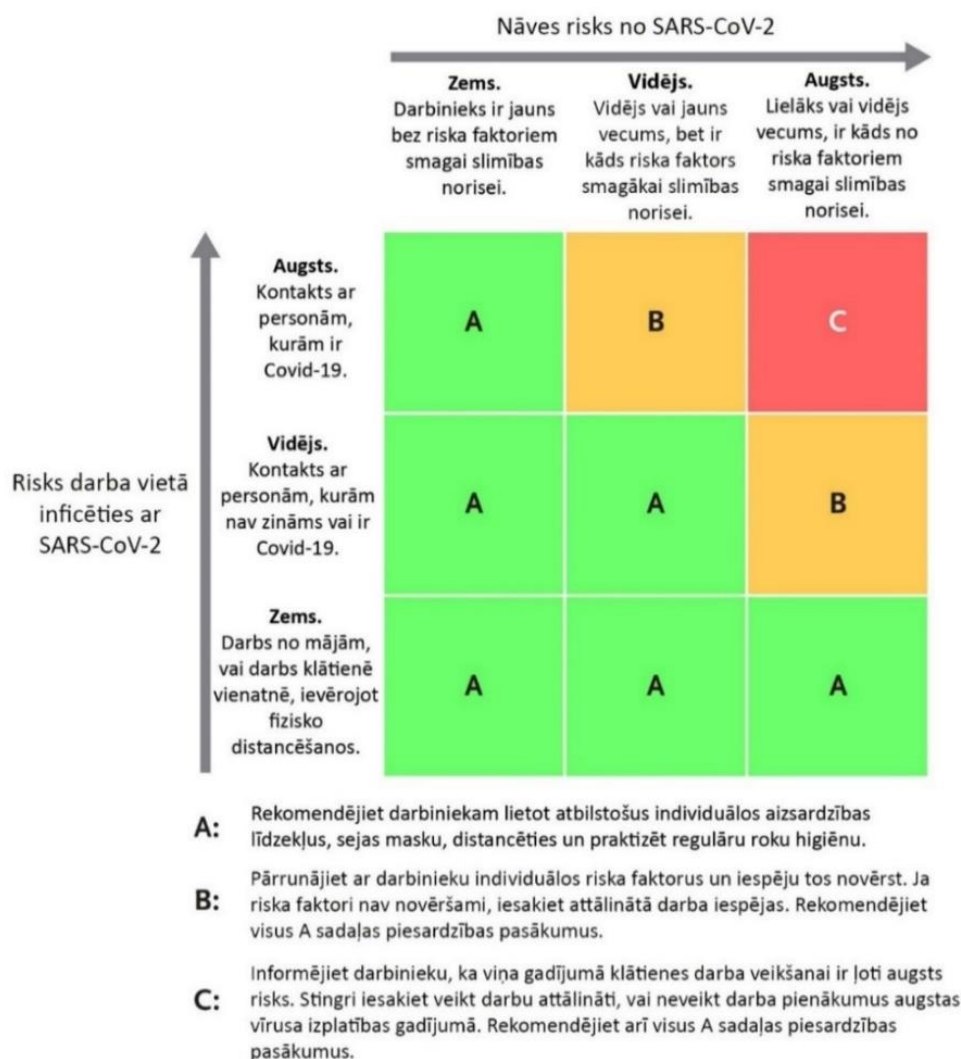 Nāves risks no SARS-CoV-2
Zems.
Darbinieks ir jauns
bez riska faktoriem
smagai slimības
norisei.
Vidējs.
Vidējs vai jauns
vecums, bet ir
kāds riska faktors
smagākai slimības
norisei.
Augsts.
Lielāks vai vidējs
vecums, ir kāds no
riska faktoriem
smagai slimības
norisei.
Risks darba vietā
inficēties ar
SARS-CoV-2
Augsts.
Kontakts ar
personām,
kurām ir
Covid-19.
A
B
C
Vidējs.
Kontakts ar
personām, kurām
nav zināms vai ir
Covid-19.
A
A
B
Zems.
Darbs no mājām,
vai darbs klātienē
vienatnē, ievērojot
fizisko
distancēšanos.
A
A
A
A: Rekomendējiet darbiniekam lietot atbilstošus individuālos aizsardzības
līdzekļus, sejas masku, distancēties un praktizēt regulāru roku higiēnu.
B: Pārrunājiet ar darbinieku individuālos riska faktorus un iespēju tos novērst. Ja
riska faktori nav novēršami, iesakiet attālinātā darba iespējas. Rekomendējiet
visus A sadaļas piesardzības pasākumus.
C: Informējiet darbinieku, ka viņa gadījumā klātienes darba veikšanai ir ļoti augsts
risks. Stingri iesakiet veikt darbu attālināti, vai neveikt darba pienākumus augstas
vīrusa izplatības gadījumā. Rekomendējiet arī visus A sadaļas piesardzības
pasākumus.